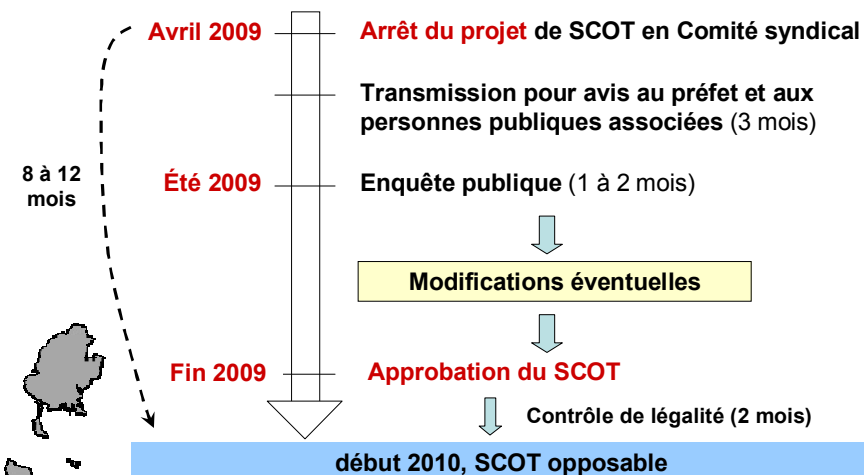 Avril 2009
Arrêt du projet de SCOT en Comité syndical
Transmission pour avis au préfet et aux
personnes publiques associées (3 mois)
8 à 12
mois
Été 2009
Enquête publique (1 à 2 mois)
Modifications éventuelles
Fin 2009
Approbation du SCOT
Contrôle de légalité (2 mois)
début 2010, SCOT opposable